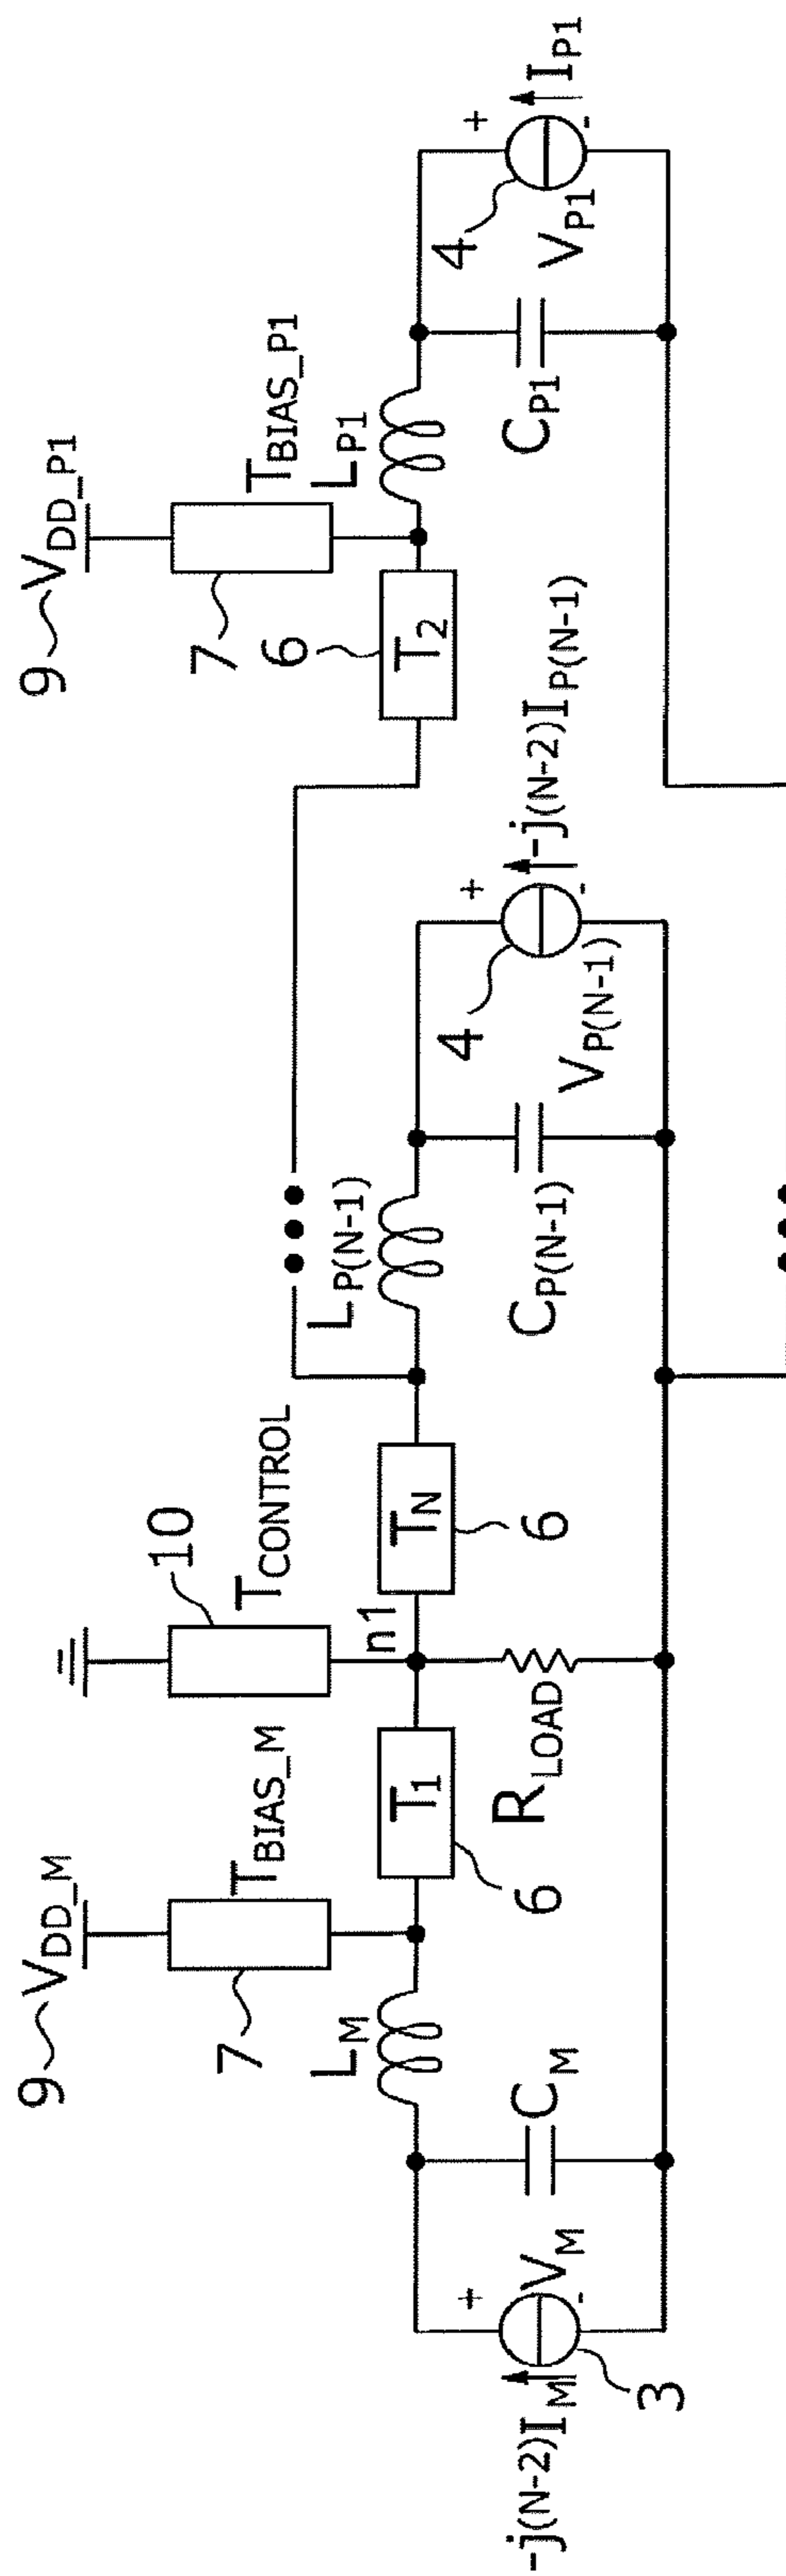 9 V_DD_M
9 V_DD_P1
7 T_BIAS_M
10 T_CONTROL
7 T_BIAS_P1
L_M
T_1
n1
T_N
L_P(N-1)
6 T_2
L_P1
-j(N-2)I_M
3
+
V_M
-
C_M
6
R_LOAD
6
C_P(N-1)
4
+
V_P(N-1)
-
-j(N-2)I_P(N-1)
C_P1
4
+
V_P1
-
I_P1